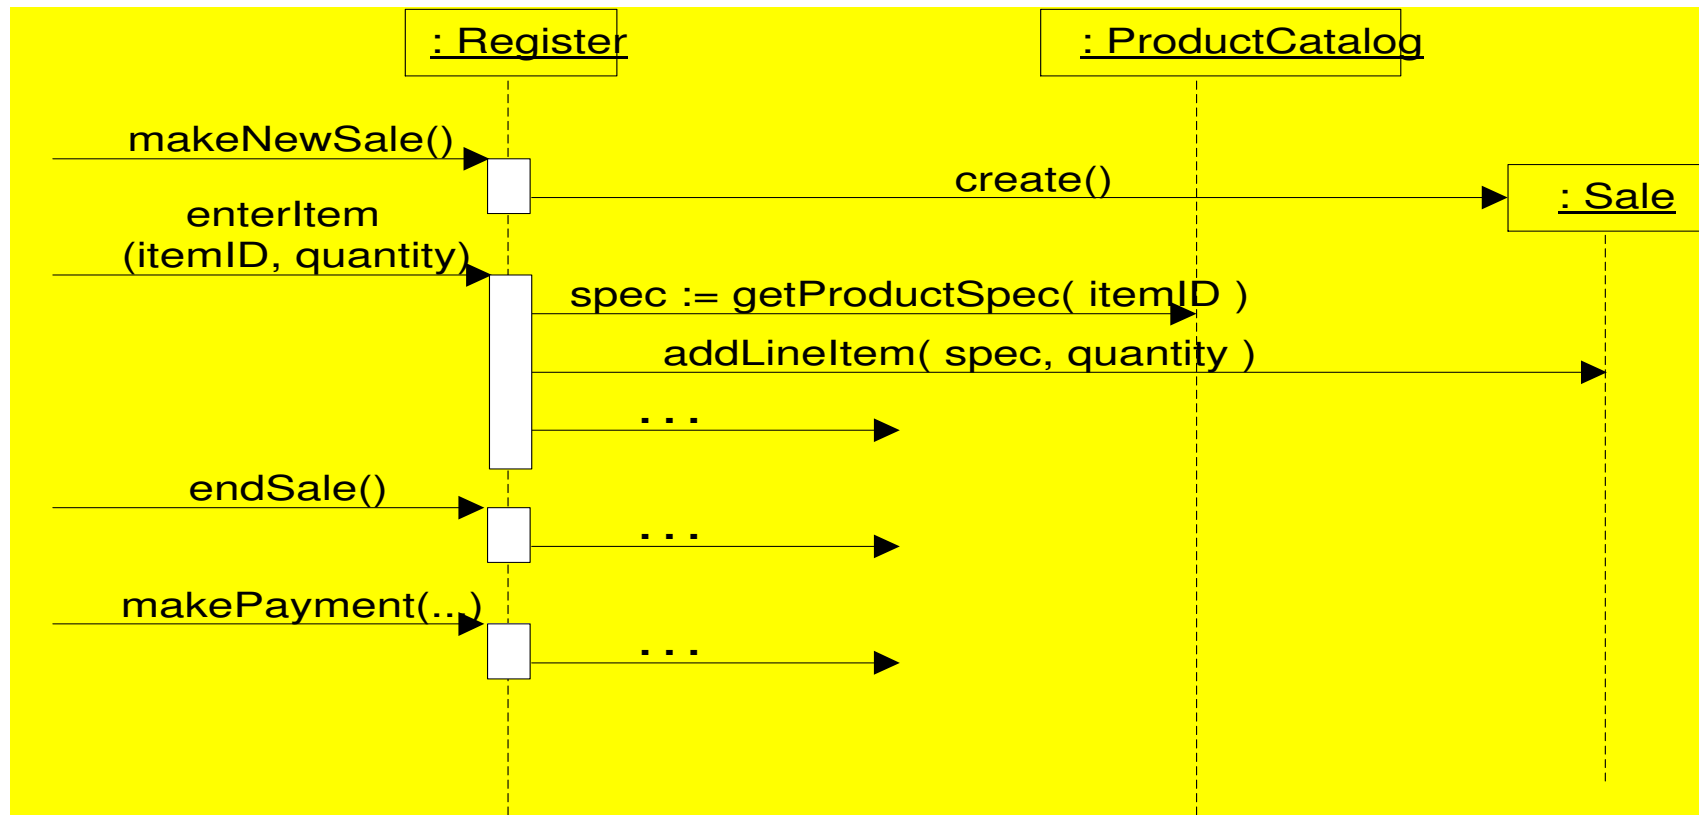 : Register
: ProductCatalog
makeNewSale()
create()
: Sale
enterItem
(itemID, quantity)
spec := getProductSpec( itemID )
addLineItem( spec, quantity )
. . .
endSale()
. . .
makePayment(...)
. . .